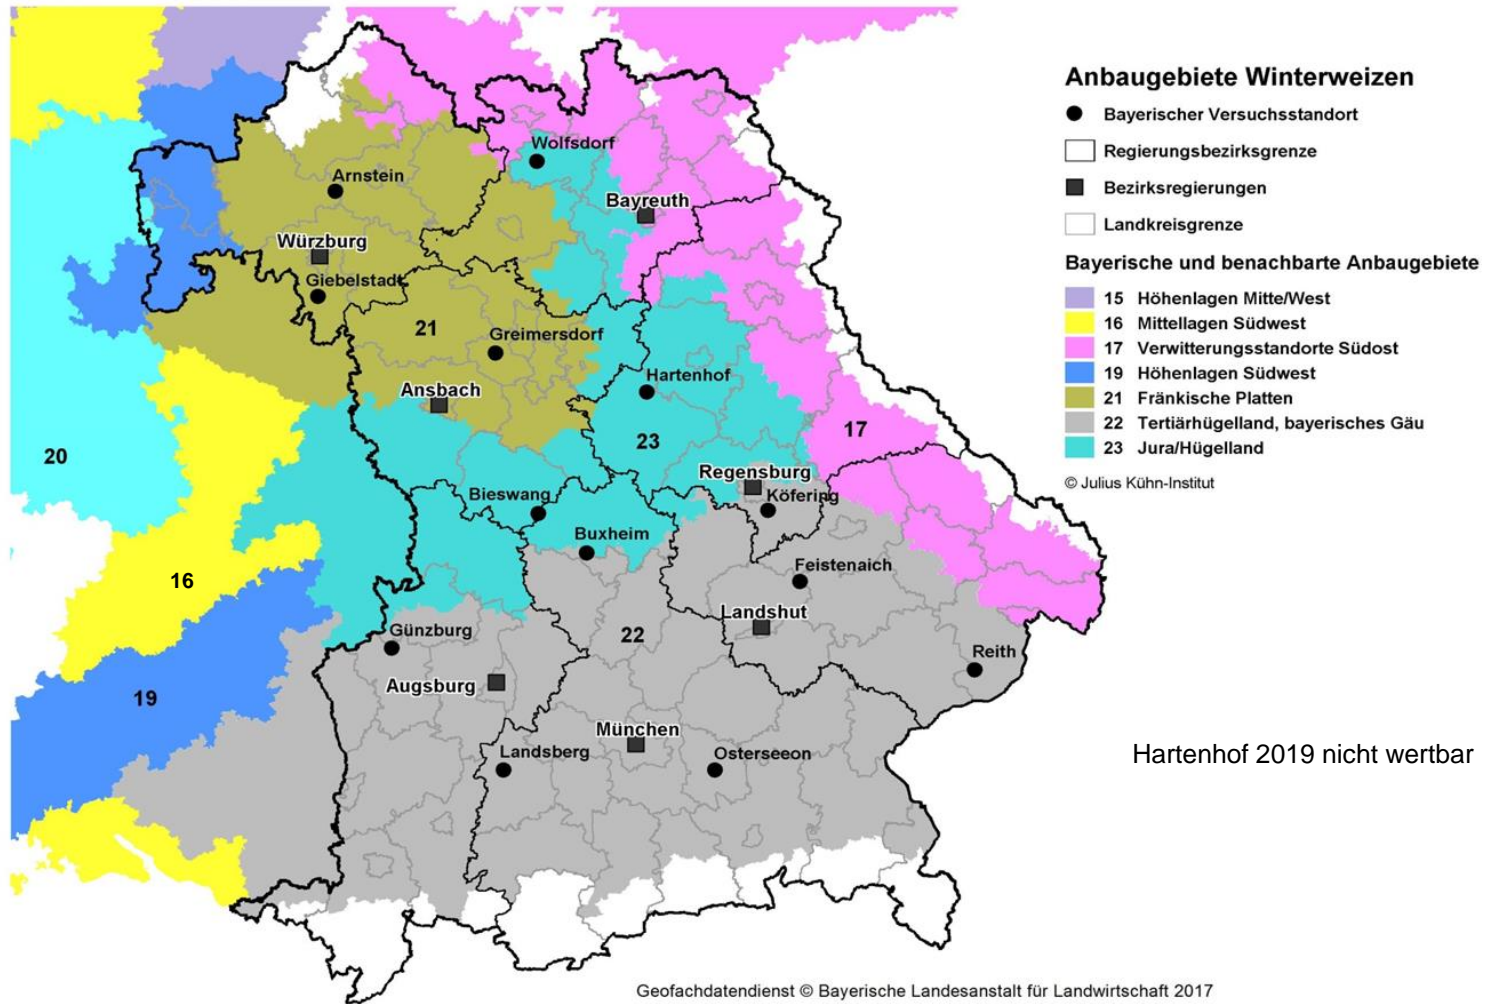 Anbaugebiete Winterweizen
Bayerischer Versuchsstandort
Regierungsbezirksgrenze
Bezirksregierungen
Landkreisgrenze
Bayerische und benachbarte Anbaugebiete
15 Höhenlagen Mitte/West
16 Mittellagen Südwest
17 Verwitterungsstandorte Südost
19 Höhenlagen Südwest
21 Fränkische Platten
22 Tertiärhügelland, bayerisches Gäu
23 Jura/Hügelland
© Julius Kühn-Institut
Wolfsdorf
Arnstein
Bayreuth
Würzburg
Giebelstadt
21
Greimersdorf
Hartenhof
Ansbach
17
23
20
Regensburg
Bieswang
Köfering
Buxheim
Feistenaich
16
Landshut
Günzburg
22
Reith
Augsburg
19
München
Landsberg
Osterseeon
Hartenhof 2019 nicht wertbar
Geofachdatendienst © Bayerische Landesanstalt für Landwirtschaft 2017